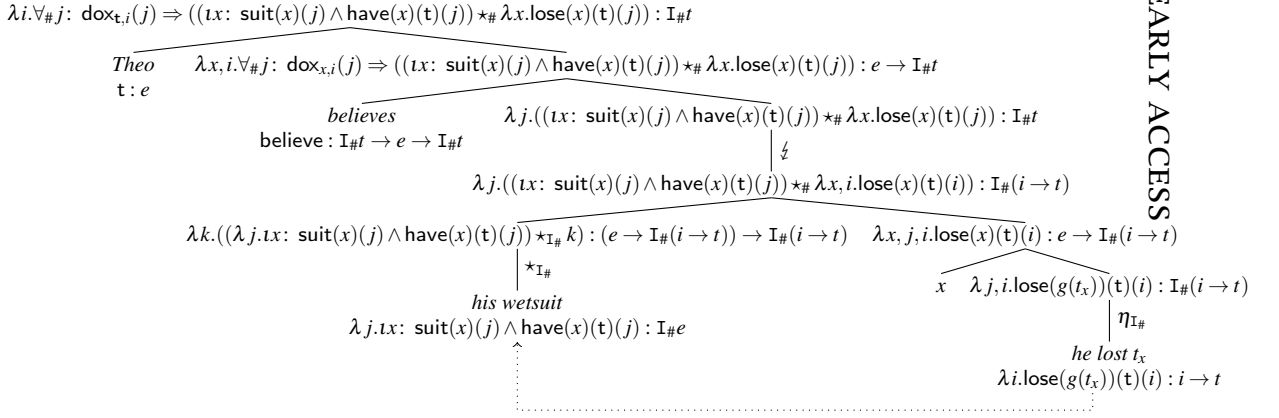 λi.∀#j: dox_{t,i}(j) ⇒ ((ιx: suit(x)(j) ∧ have(x)(t)(j)) ⋆# λx.lose(x)(t)(j)) : I#t
Theo λx,i.∀#j: dox_{x,i}(j) ⇒ ((ιx: suit(x)(j) ∧ have(x)(t)(j)) ⋆# λx.lose(x)(t)(j)) : e → I#t
t : e
believes λj.((ιx: suit(x)(j) ∧ have(x)(t)(j)) ⋆# λx.lose(x)(t)(j)) : I#t
believe : I#t → e → I#t
↯
λj.((ιx: suit(x)(j) ∧ have(x)(t)(j)) ⋆# λx,i.lose(x)(t)(i)) : I#(i → t)
λk.((λj.ιx: suit(x)(j) ∧ have(x)(t)(j)) ⋆_{I#} k) : (e → I#(i → t)) → I#(i → t) λx,j,i.lose(x)(t)(i) : e → I#(i → t)
⋆_{I#}
x λj,i.lose(g(t_x))(t)(i) : I#(i → t)
his wetsuit
η_{I#}
λj.ιx: suit(x)(j) ∧ have(x)(t)(j) : I#e
he lost t_x
λi.lose(g(t_x))(t)(i) : i → t
EARLY ACCESS